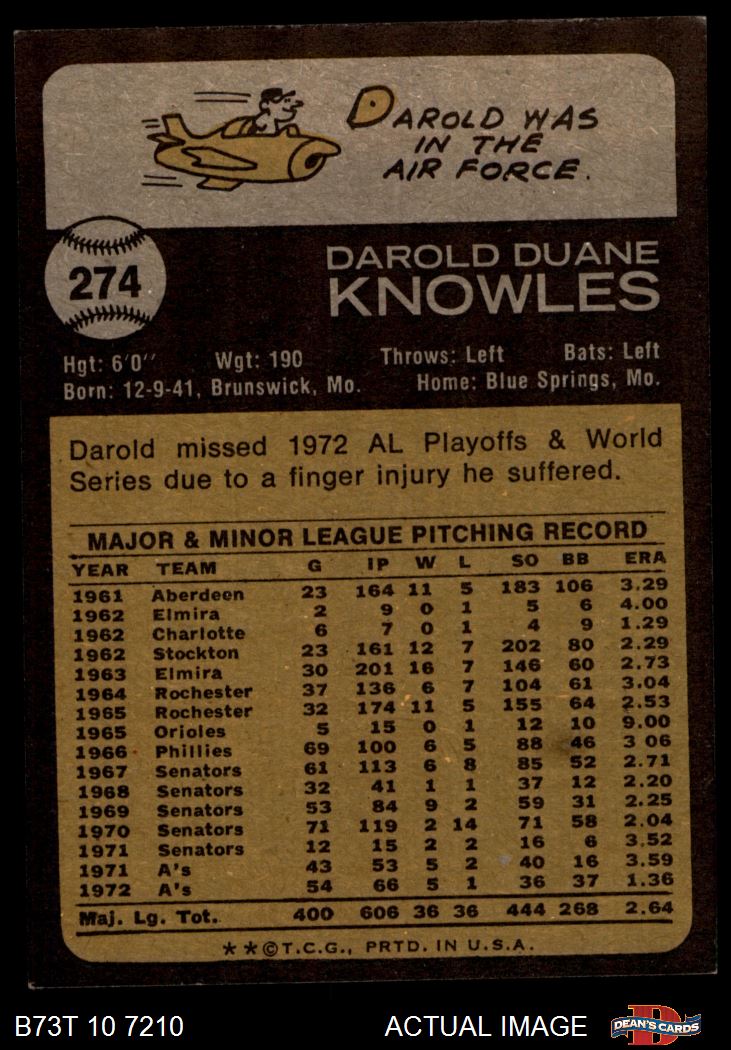 DAROLD WAS
IN THE
AIR FORCE.
274
DAROLD DUANE
KNOWLES
Hgt: 6'0" Wgt: 190 Throws: Left Bats: Left
Born: 12-9-41, Brunswick, Mo. Home: Blue Springs, Mo.
Darold missed 1972 AL Playoffs & World
Series due to a finger injury he suffered.
MAJOR & MINOR LEAGUE PITCHING RECORD
YEAR TEAM G IP W L SO BB ERA
1961 Aberdeen 23 164 11 5 183 106 3.29
1962 Elmira 2 9 0 1 5 6 4.00
1962 Charlotte 6 7 0 1 4 9 1.29
1962 Stockton 23 161 12 7 202 80 2.29
1963 Elmira 30 201 16 7 146 60 2.73
1964 Rochester 37 136 6 7 104 61 3.04
1965 Rochester 32 174 11 5 155 64 2.53
1965 Orioles 5 15 0 1 12 10 9.00
1966 Phillies 69 100 6 5 88 46 3 06
1967 Senators 61 113 6 8 85 52 2.71
1968 Senators 32 41 1 1 37 12 2.20
1969 Senators 53 84 9 2 59 31 2.25
1970 Senators 71 119 2 14 71 58 2.04
1971 Senators 12 15 2 2 16 6 3.52
1971 A's 43 53 5 2 40 16 3.59
1972 A's 54 66 5 1 36 37 1.36
Maj. Lg. Tot. 400 606 36 36 444 268 2.64
**©T.C.G., PRTD. IN U.S.A.
B73T 10 7210 ACTUAL IMAGE
D
DEAN'S CARDS